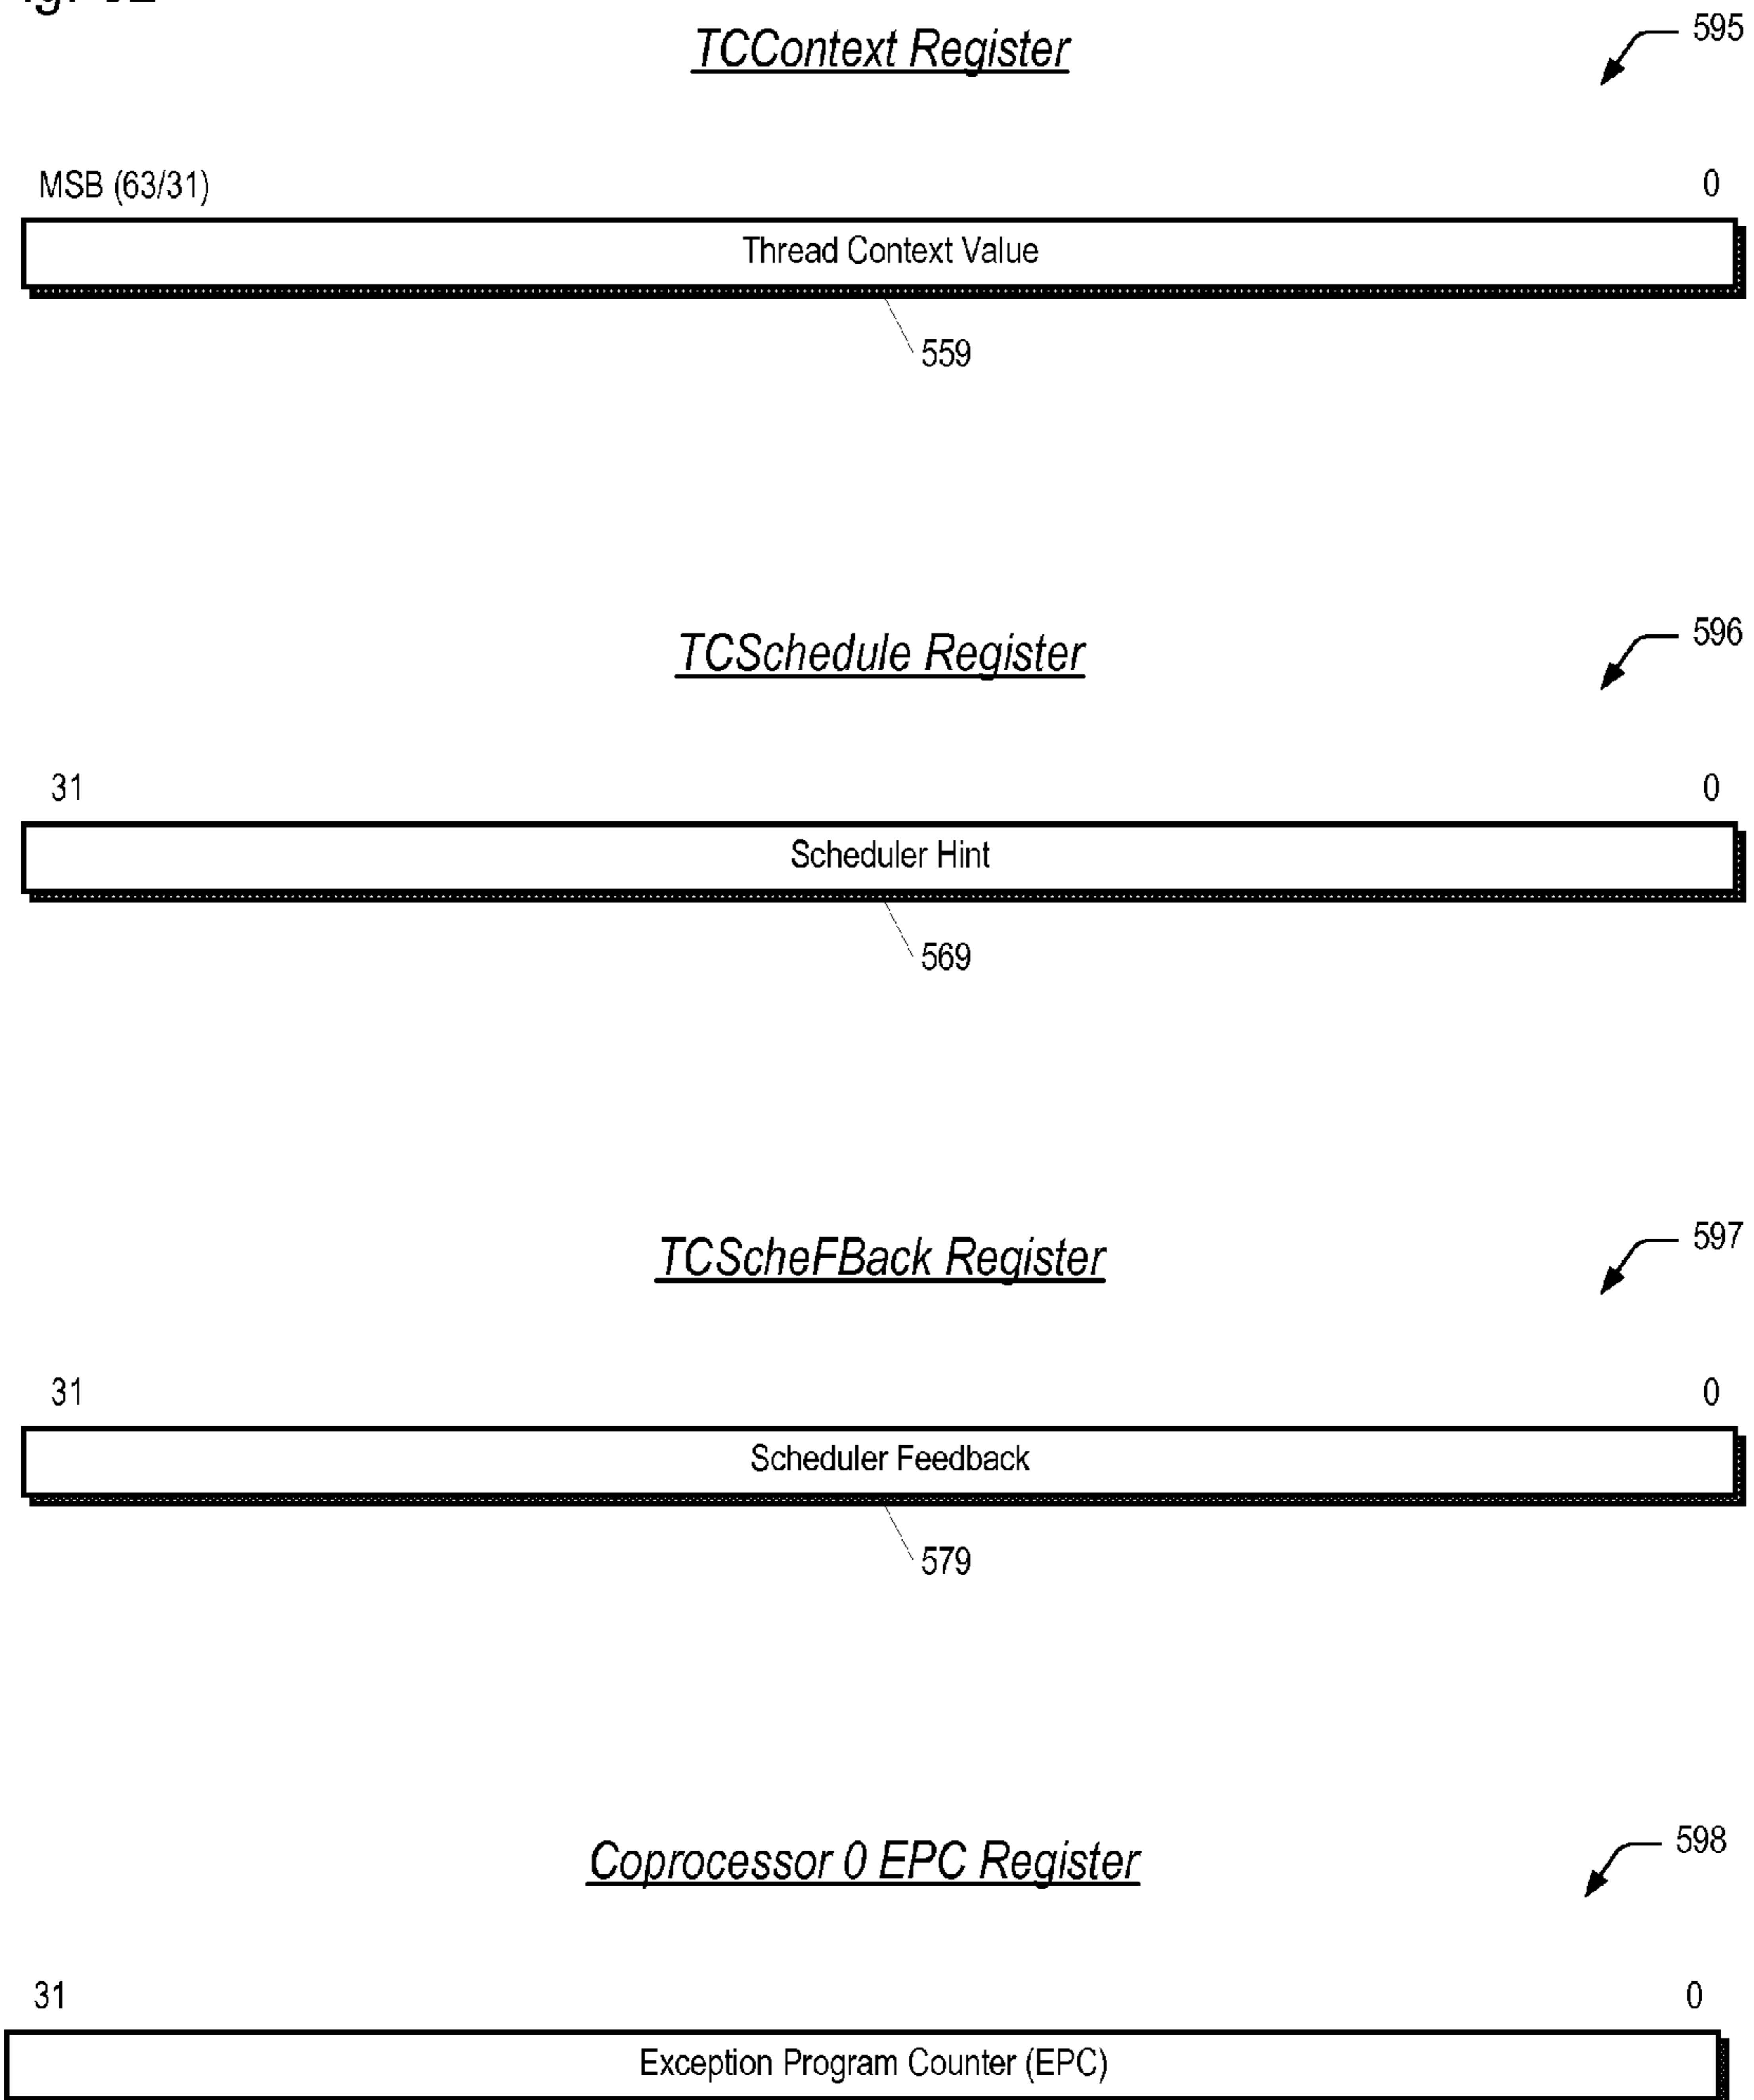 TCContext Register
595
MSB (63/31) 0
Thread Context Value
559
TCSchedule Register
596
31 0
Scheduler Hint
569
TCScheFBack Register
597
31 0
Scheduler Feedback
579
Coprocessor 0 EPC Register
598
31 0
Exception Program Counter (EPC)